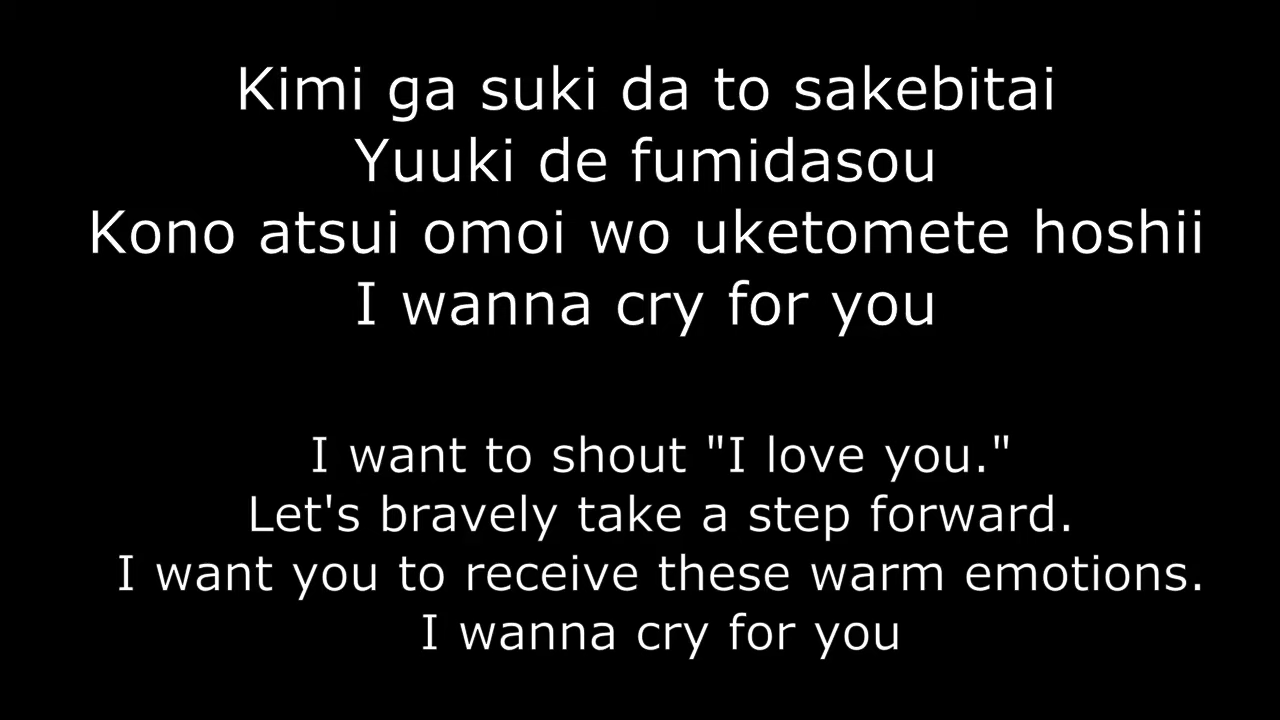 Kimi ga suki da to sakebitai
Yuuki de fumidasou
Kono atsui omoi wo uketomete hoshii
I wanna cry for you
I want to shout "I love you."
Let's bravely take a step forward.
I want you to receive these warm emotions.
I wanna cry for you